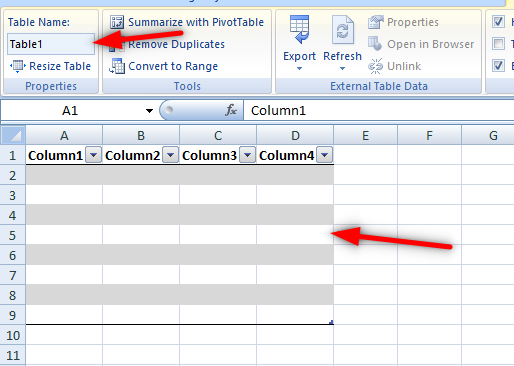 Table Name:
Table1
Resize Table
Properties
Summarize with PivotTable
Remove Duplicates
Convert to Range
Tools
Export
Refresh
Properties
Open in Browser
Unlink
External Table Data
H
T
A1
fx
Column1
A B C D E F G
1 Column1 Column2 Column3 Column4
2
3
4
5
6
7
8
9
10
11